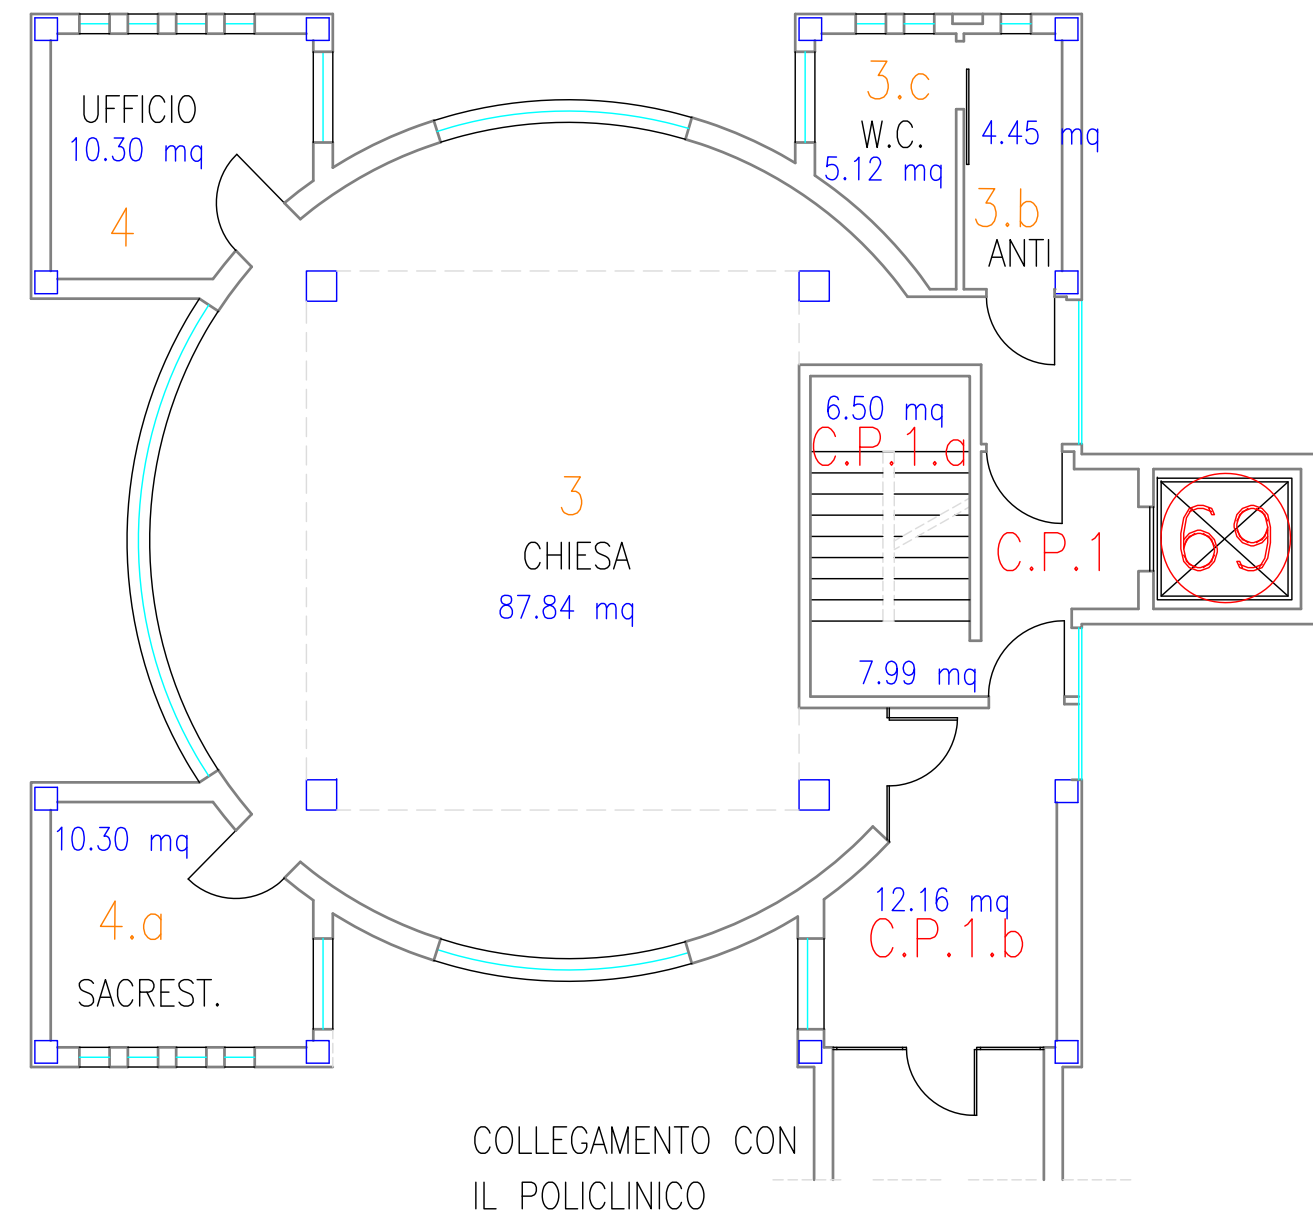 UFFICIO
10.30 mq
4
3.c
W.C.
5.12 mq
4.45 mq
3.b
ANTI
6.50 mq
C.P.1.a
3
CHIESA
87.84 mq
C.P.1
69
7.99 mq
10.30 mq
4.a
SACREST.
12.16 mq
C.P.1.b
COLLEGAMENTO CON
IL POLICLINICO